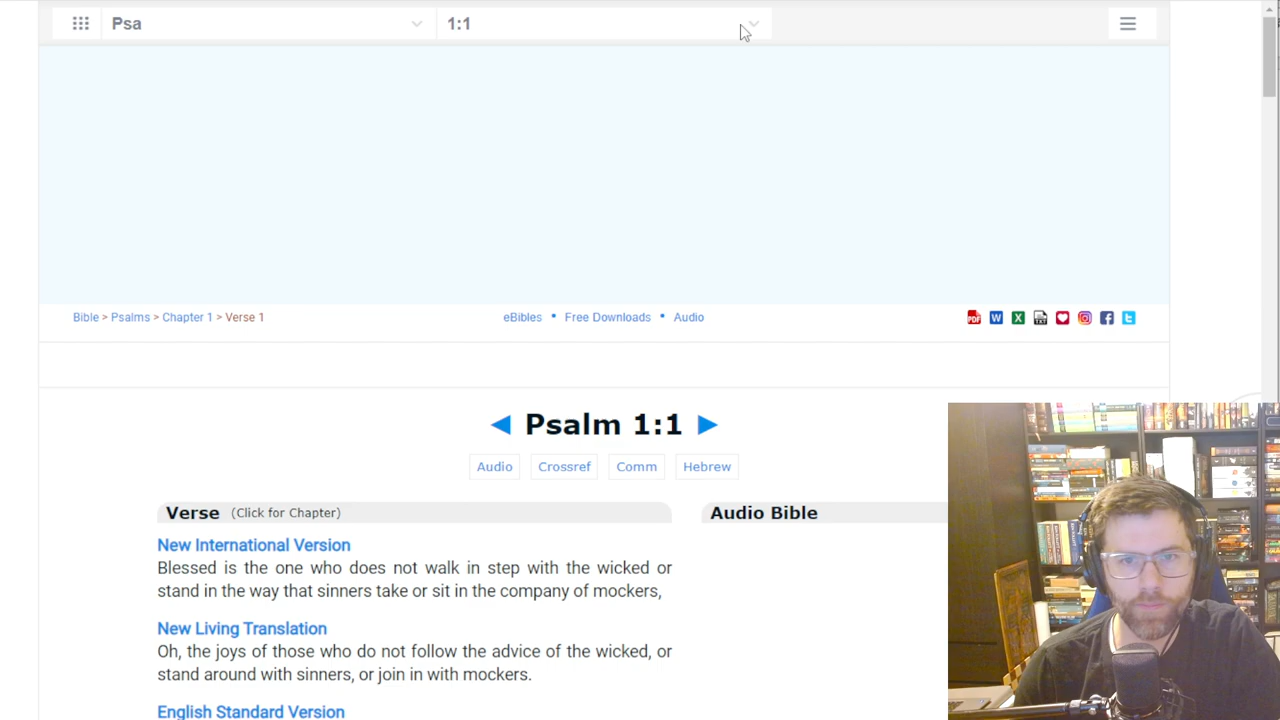 Psa 1:1
Bible > Psalms > Chapter 1 > Verse 1
eBibles • Free Downloads • Audio
PDF W X TXT
◄ Psalm 1:1 ►
Audio Crossref Comm Hebrew
Verse (Click for Chapter)
New International Version
Blessed is the one who does not walk in step with the wicked or
stand in the way that sinners take or sit in the company of mockers,
New Living Translation
Oh, the joys of those who do not follow the advice of the wicked, or
stand around with sinners, or join in with mockers.
English Standard Version
Audio Bible